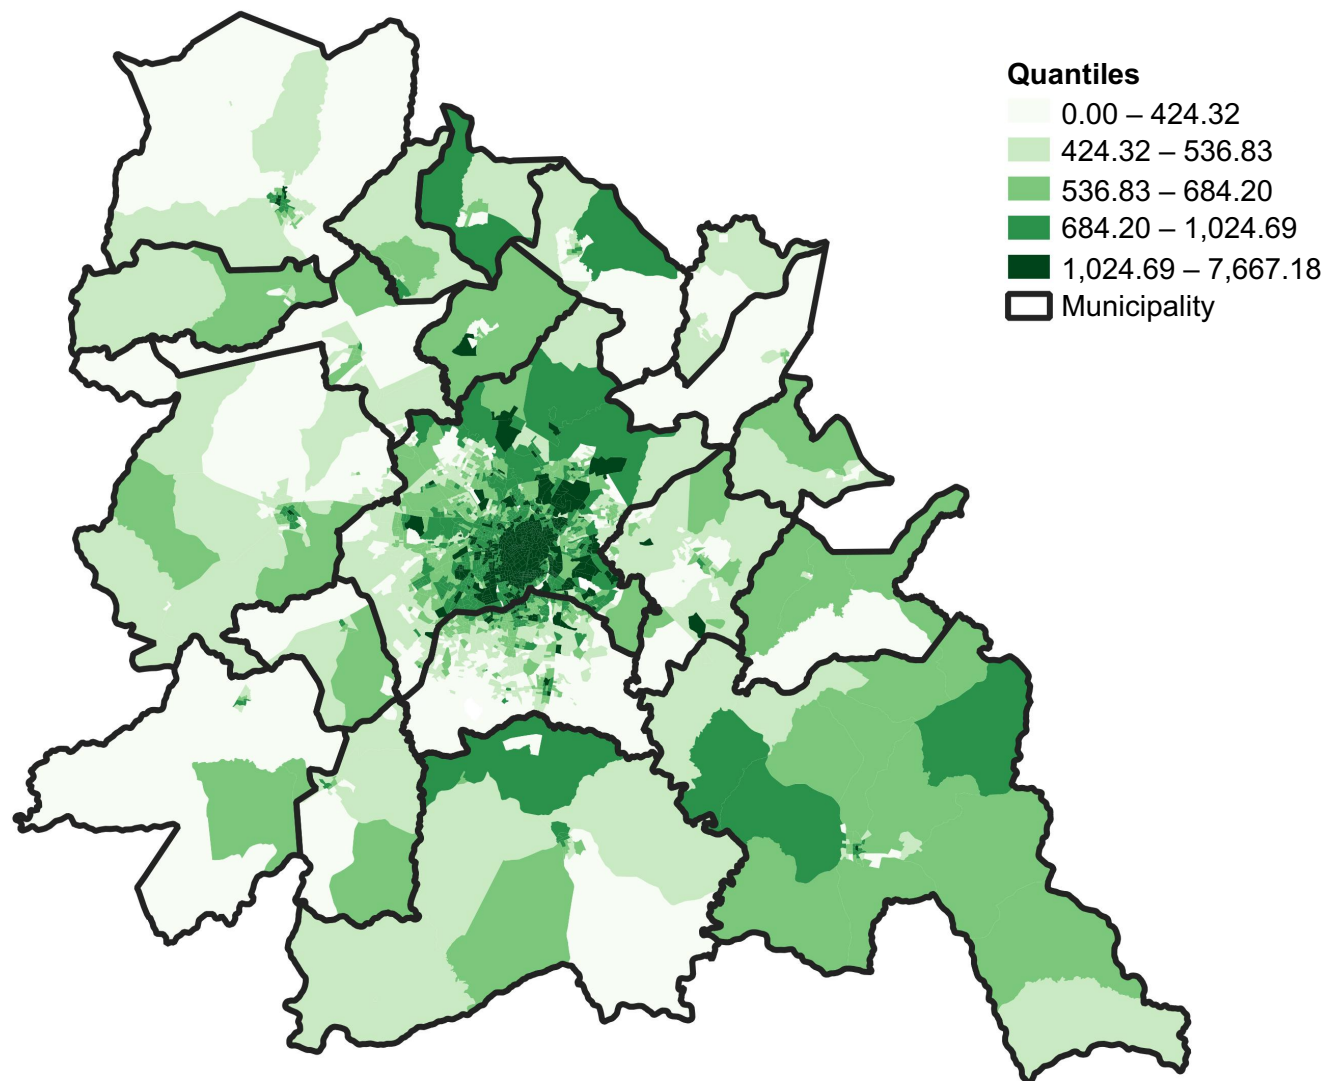 Quantiles
0.00 – 424.32
424.32 – 536.83
536.83 – 684.20
684.20 – 1,024.69
1,024.69 – 7,667.18
Municipality